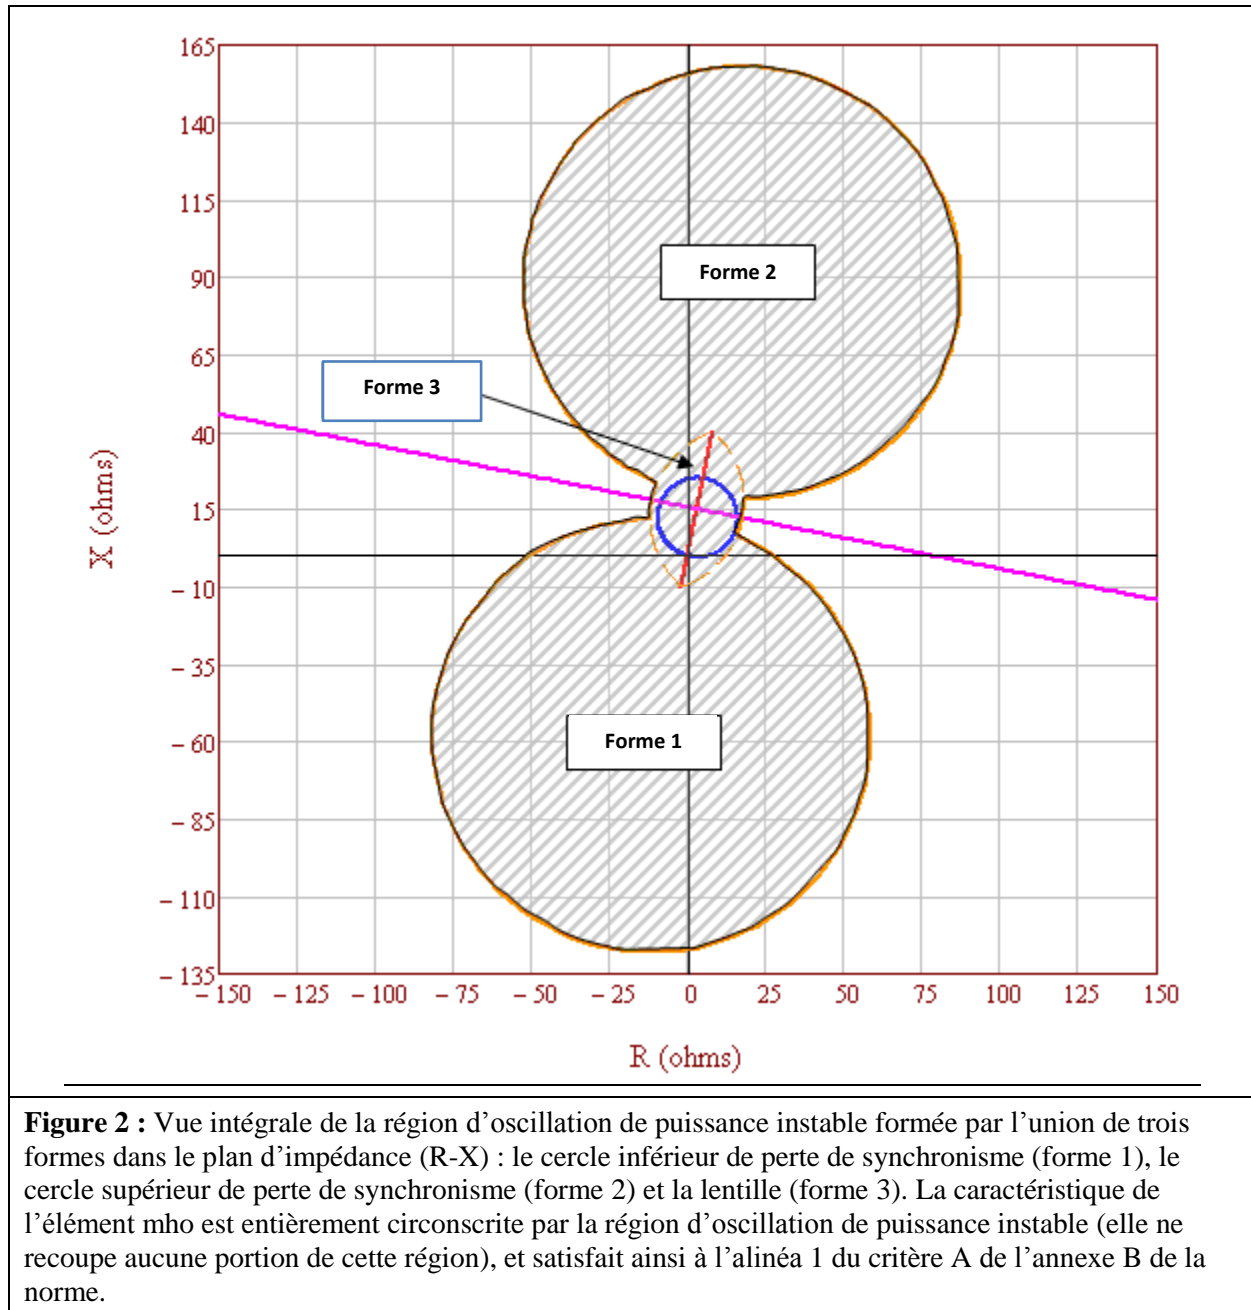 165
140
115
90
65
40
15
– 10
– 35
– 60
– 85
– 110
– 135
X (ohms)
Forme 2
Forme 3
Forme 1
– 150 – 125 – 100 – 75 – 50 – 25 0 25 50 75 100 125 150
R (ohms)
Figure 2 : Vue intégrale de la région d’oscillation de puissance instable formée par l’union de trois
formes dans le plan d’impédance (R-X) : le cercle inférieur de perte de synchronisme (forme 1), le
cercle supérieur de perte de synchronisme (forme 2) et la lentille (forme 3). La caractéristique de
l’élément mho est entièrement circonscrite par la région d’oscillation de puissance instable (elle ne
recoupe aucune portion de cette région), et satisfait ainsi à l’alinéa 1 du critère A de l’annexe B de la
norme.